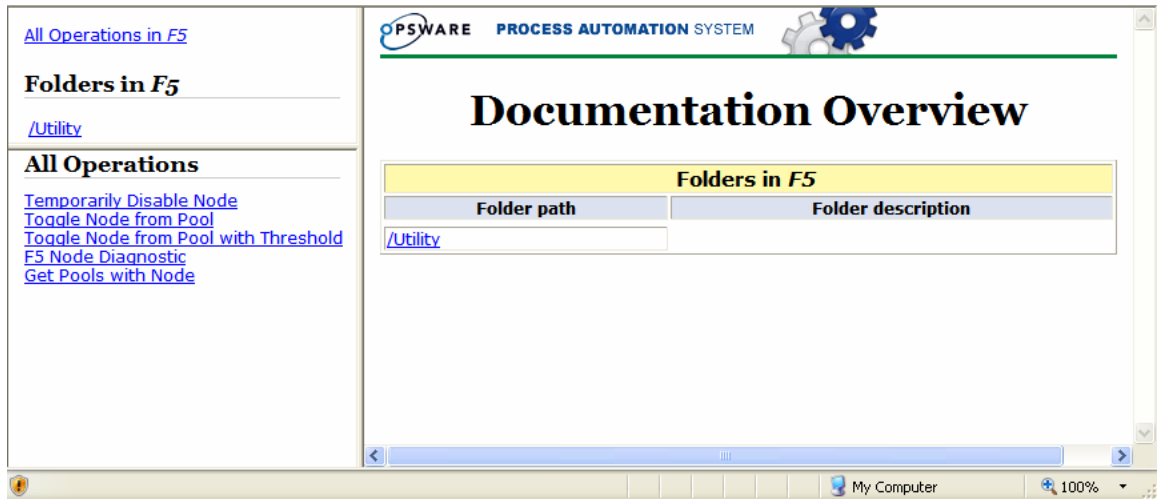 All Operations in F5
Folders in F5
/Utility
All Operations
Temporarily Disable Node
Toggle Node from Pool
Toggle Node from Pool with Threshold
F5 Node Diagnostic
Get Pools with Node
OPSWARE PROCESS AUTOMATION SYSTEM
Documentation Overview
Folders in F5
Folder path Folder description
/Utility
My Computer 100%